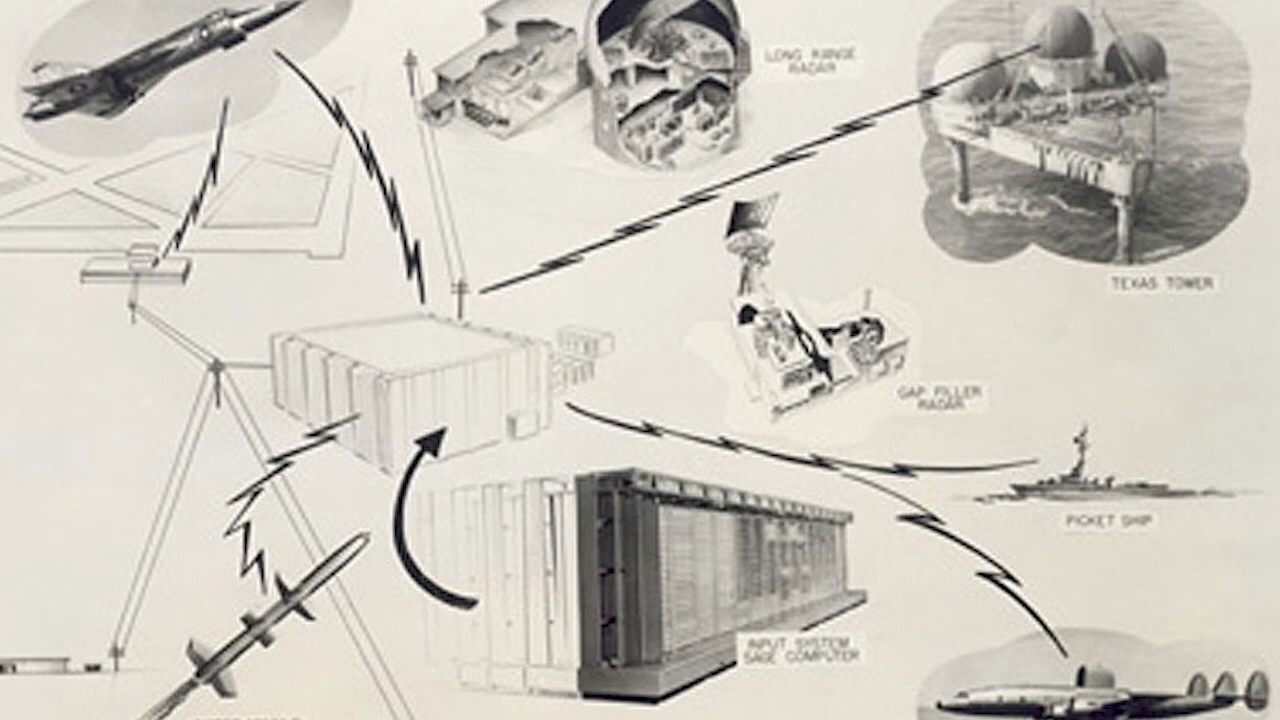 LONG RANGE
RADAR
TEXAS TOWER
GAP FILLER
RADAR
PICKET SHIP
INPUT SYSTEM
SAGE COMPUTER